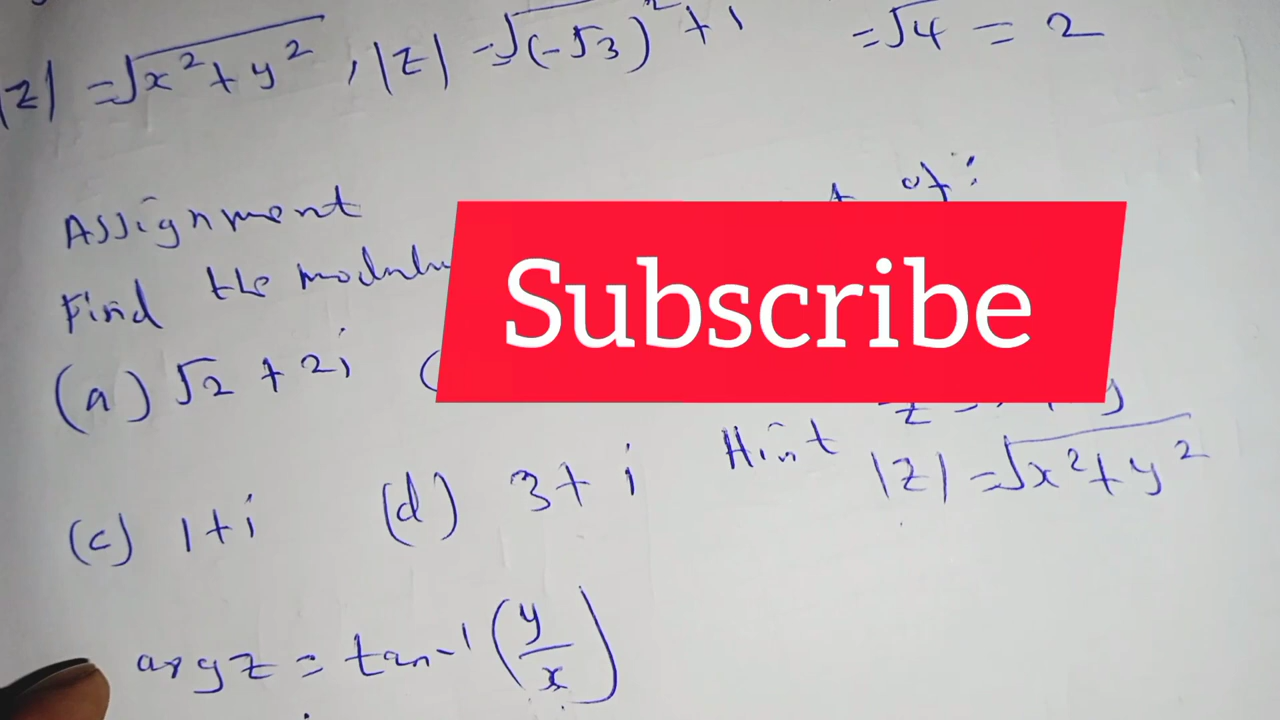 |z| = √x²+y² , |z| = √(-√3)²+1 = √4 = 2
Assignment of:
Find the modulu
Subscribe
(a) √2 + 2i (
Hint
|z| = √x²+y²
(c) 1+i (d) 3+i
arg z = tan⁻¹(y/x)